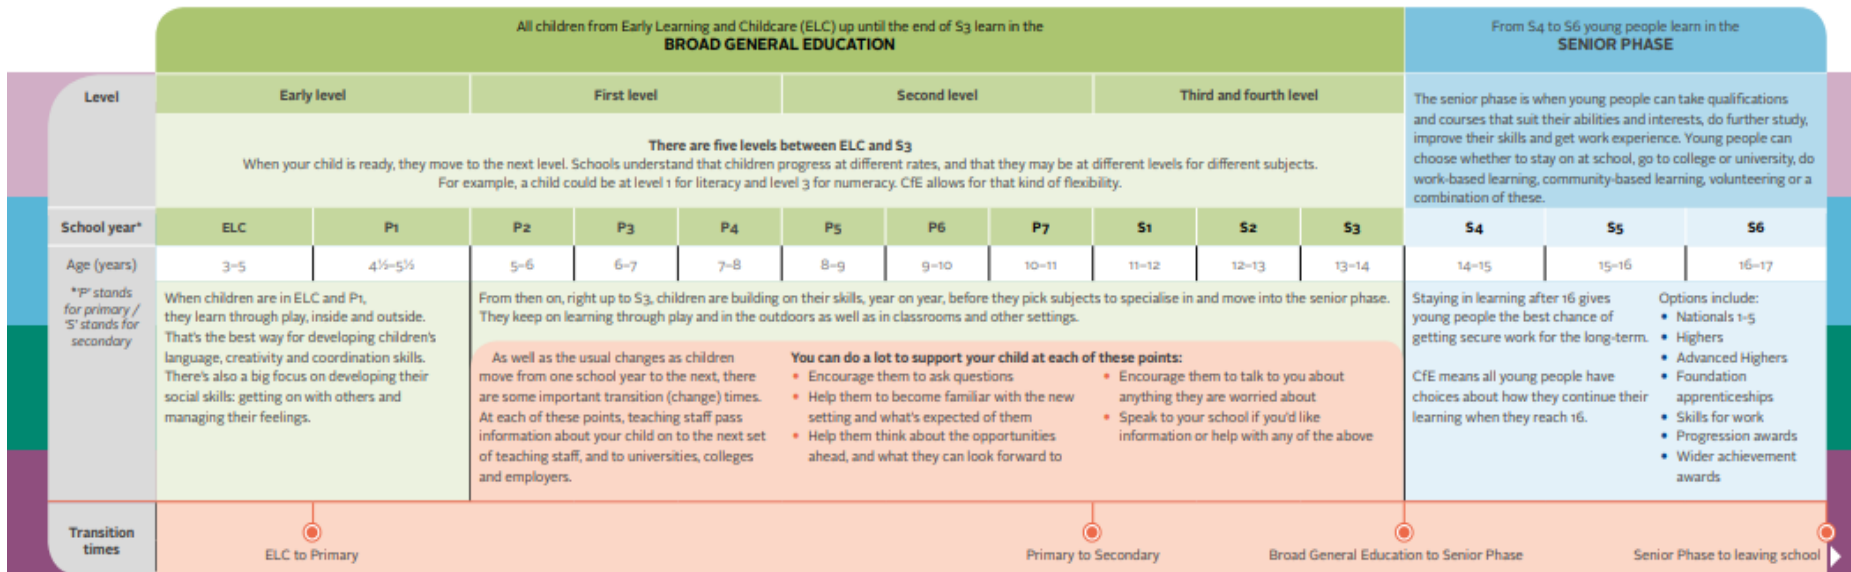 All children from Early Learning and Childcare (ELC) up until the end of S3 learn in the
BROAD GENERAL EDUCATION
From S4 to S6 young people learn in the
SENIOR PHASE
Level
Early level
First level
Second level
Third and fourth level
There are five levels between ELC and S3
When your child is ready, they move to the next level. Schools understand that children progress at different rates, and that they may be at different levels for different subjects.
For example, a child could be at level 1 for literacy and level 3 for numeracy. CfE allows for that kind of flexibility.
The senior phase is when young people can take qualifications
and courses that suit their abilities and interests, do further study,
improve their skills and get work experience. Young people can
choose whether to stay on at school, go to college or university, do
work-based learning, community-based learning, volunteering or a
combination of these.
School year*
ELC
P1
P2
P3
P4
P5
P6
P7
S1
S2
S3
S4
S5
S6
Age (years)
3–5
4½–5½
5–6
6–7
7–8
8–9
9–10
10–11
11–12
12–13
13–14
14–15
15–16
16–17
*'P' stands
for primary /
'S' stands for
secondary
When children are in ELC and P1,
they learn through play, inside and outside.
That's the best way for developing children's
language, creativity and coordination skills.
There's also a big focus on developing their
social skills: getting on with others and
managing their feelings.
From then on, right up to S3, children are building on their skills, year on year, before they pick subjects to specialise in and move into the senior phase.
They keep on learning through play and in the outdoors as well as in classrooms and other settings.
As well as the usual changes as children
move from one school year to the next, there
are some important transition (change) times.
At each of these points, teaching staff pass
information about your child on to the next set
of teaching staff, and to universities, colleges
and employers.
You can do a lot to support your child at each of these points:
• Encourage them to ask questions
• Help them to become familiar with the new
setting and what's expected of them
• Help them think about the opportunities
ahead, and what they can look forward to
• Encourage them to talk to you about
anything they are worried about
• Speak to your school if you'd like
information or help with any of the above
Staying in learning after 16 gives
young people the best chance of
getting secure work for the long-term.
CfE means all young people have
choices about how they continue their
learning when they reach 16.
Options include:
• Nationals 1–5
• Highers
• Advanced Highers
• Foundation
apprenticeships
• Skills for work
• Progression awards
• Wider achievement
awards
Transition
times
ELC to Primary
Primary to Secondary
Broad General Education to Senior Phase
Senior Phase to leaving school